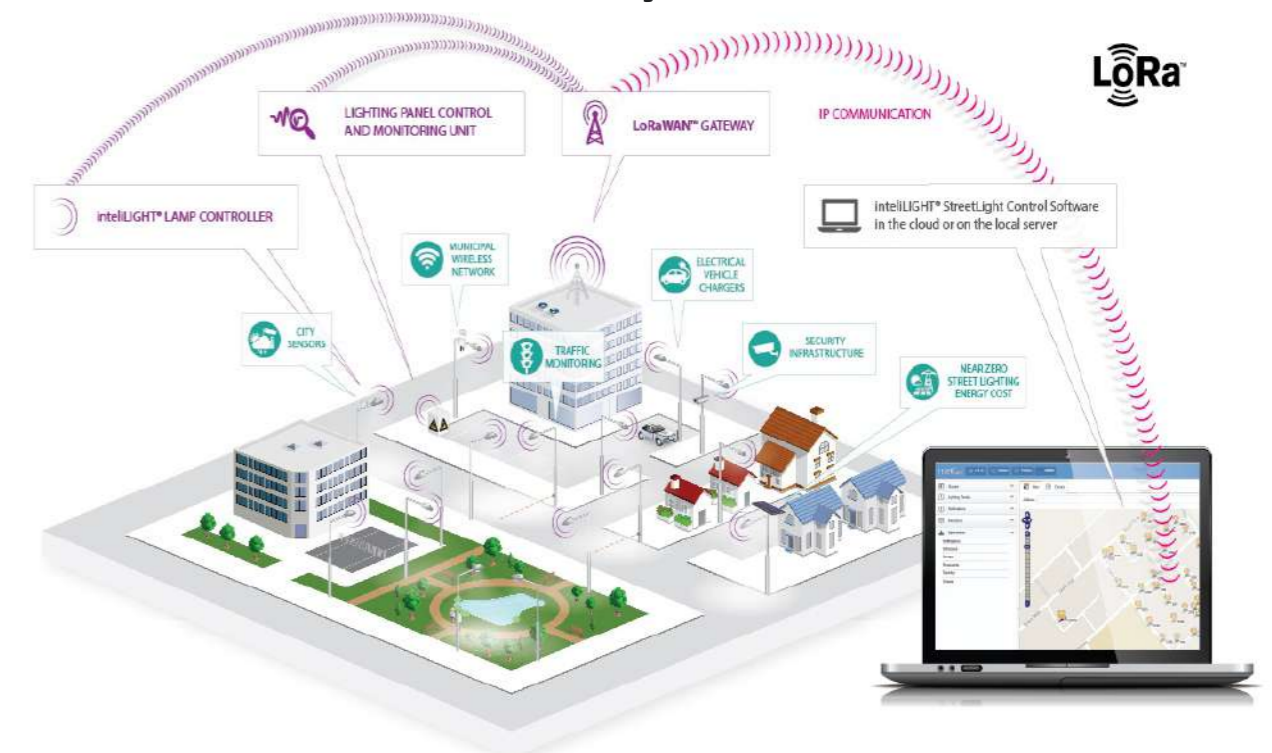 LoRa™
IP COMMUNICATION
LIGHTING PANEL CONTROL
AND MONITORING UNIT
LoRaWAN™ GATEWAY
inteliLIGHT® LAMP CONTROLLER
inteliLIGHT® StreetLight Control Software
in the cloud or on the local server
MUNICIPAL
WIRELESS
NETWORK
ELECTRICAL
VEHICLE
CHARGERS
CITY
SENSORS
TRAFFIC
MONITORING
SECURITY
INFRASTRUCTURE
NEAR ZERO
STREET LIGHTING
ENERGY COST